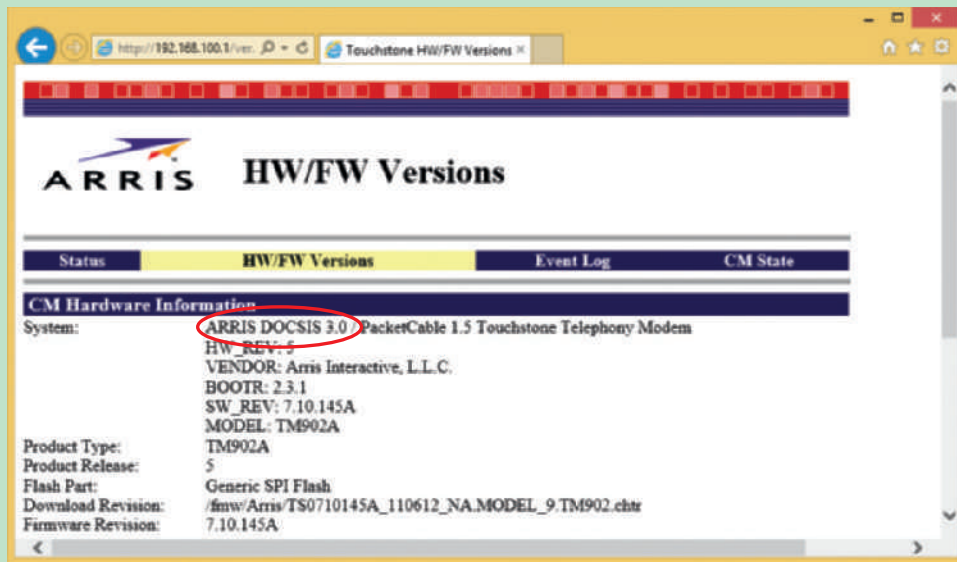 http://192.168.100.1/ver.
Touchstone HW/FW Versions
ARRIS
HW/FW Versions
Status HW/FW Versions Event Log CM State
CM Hardware Information
System: ARRIS DOCSIS 3.0 / PacketCable 1.5 Touchstone Telephony Modem
HW_REV: 5
VENDOR: Arris Interactive, L.L.C.
BOOTR: 2.3.1
SW_REV: 7.10.145A
MODEL: TM902A
Product Type: TM902A
Product Release: 5
Flash Part: Generic SPI Flash
Download Revision: /fmw/Arris/TS0710145A_110612_NA.MODEL_9.TM902.chtr
Firmware Revision: 7.10.145A